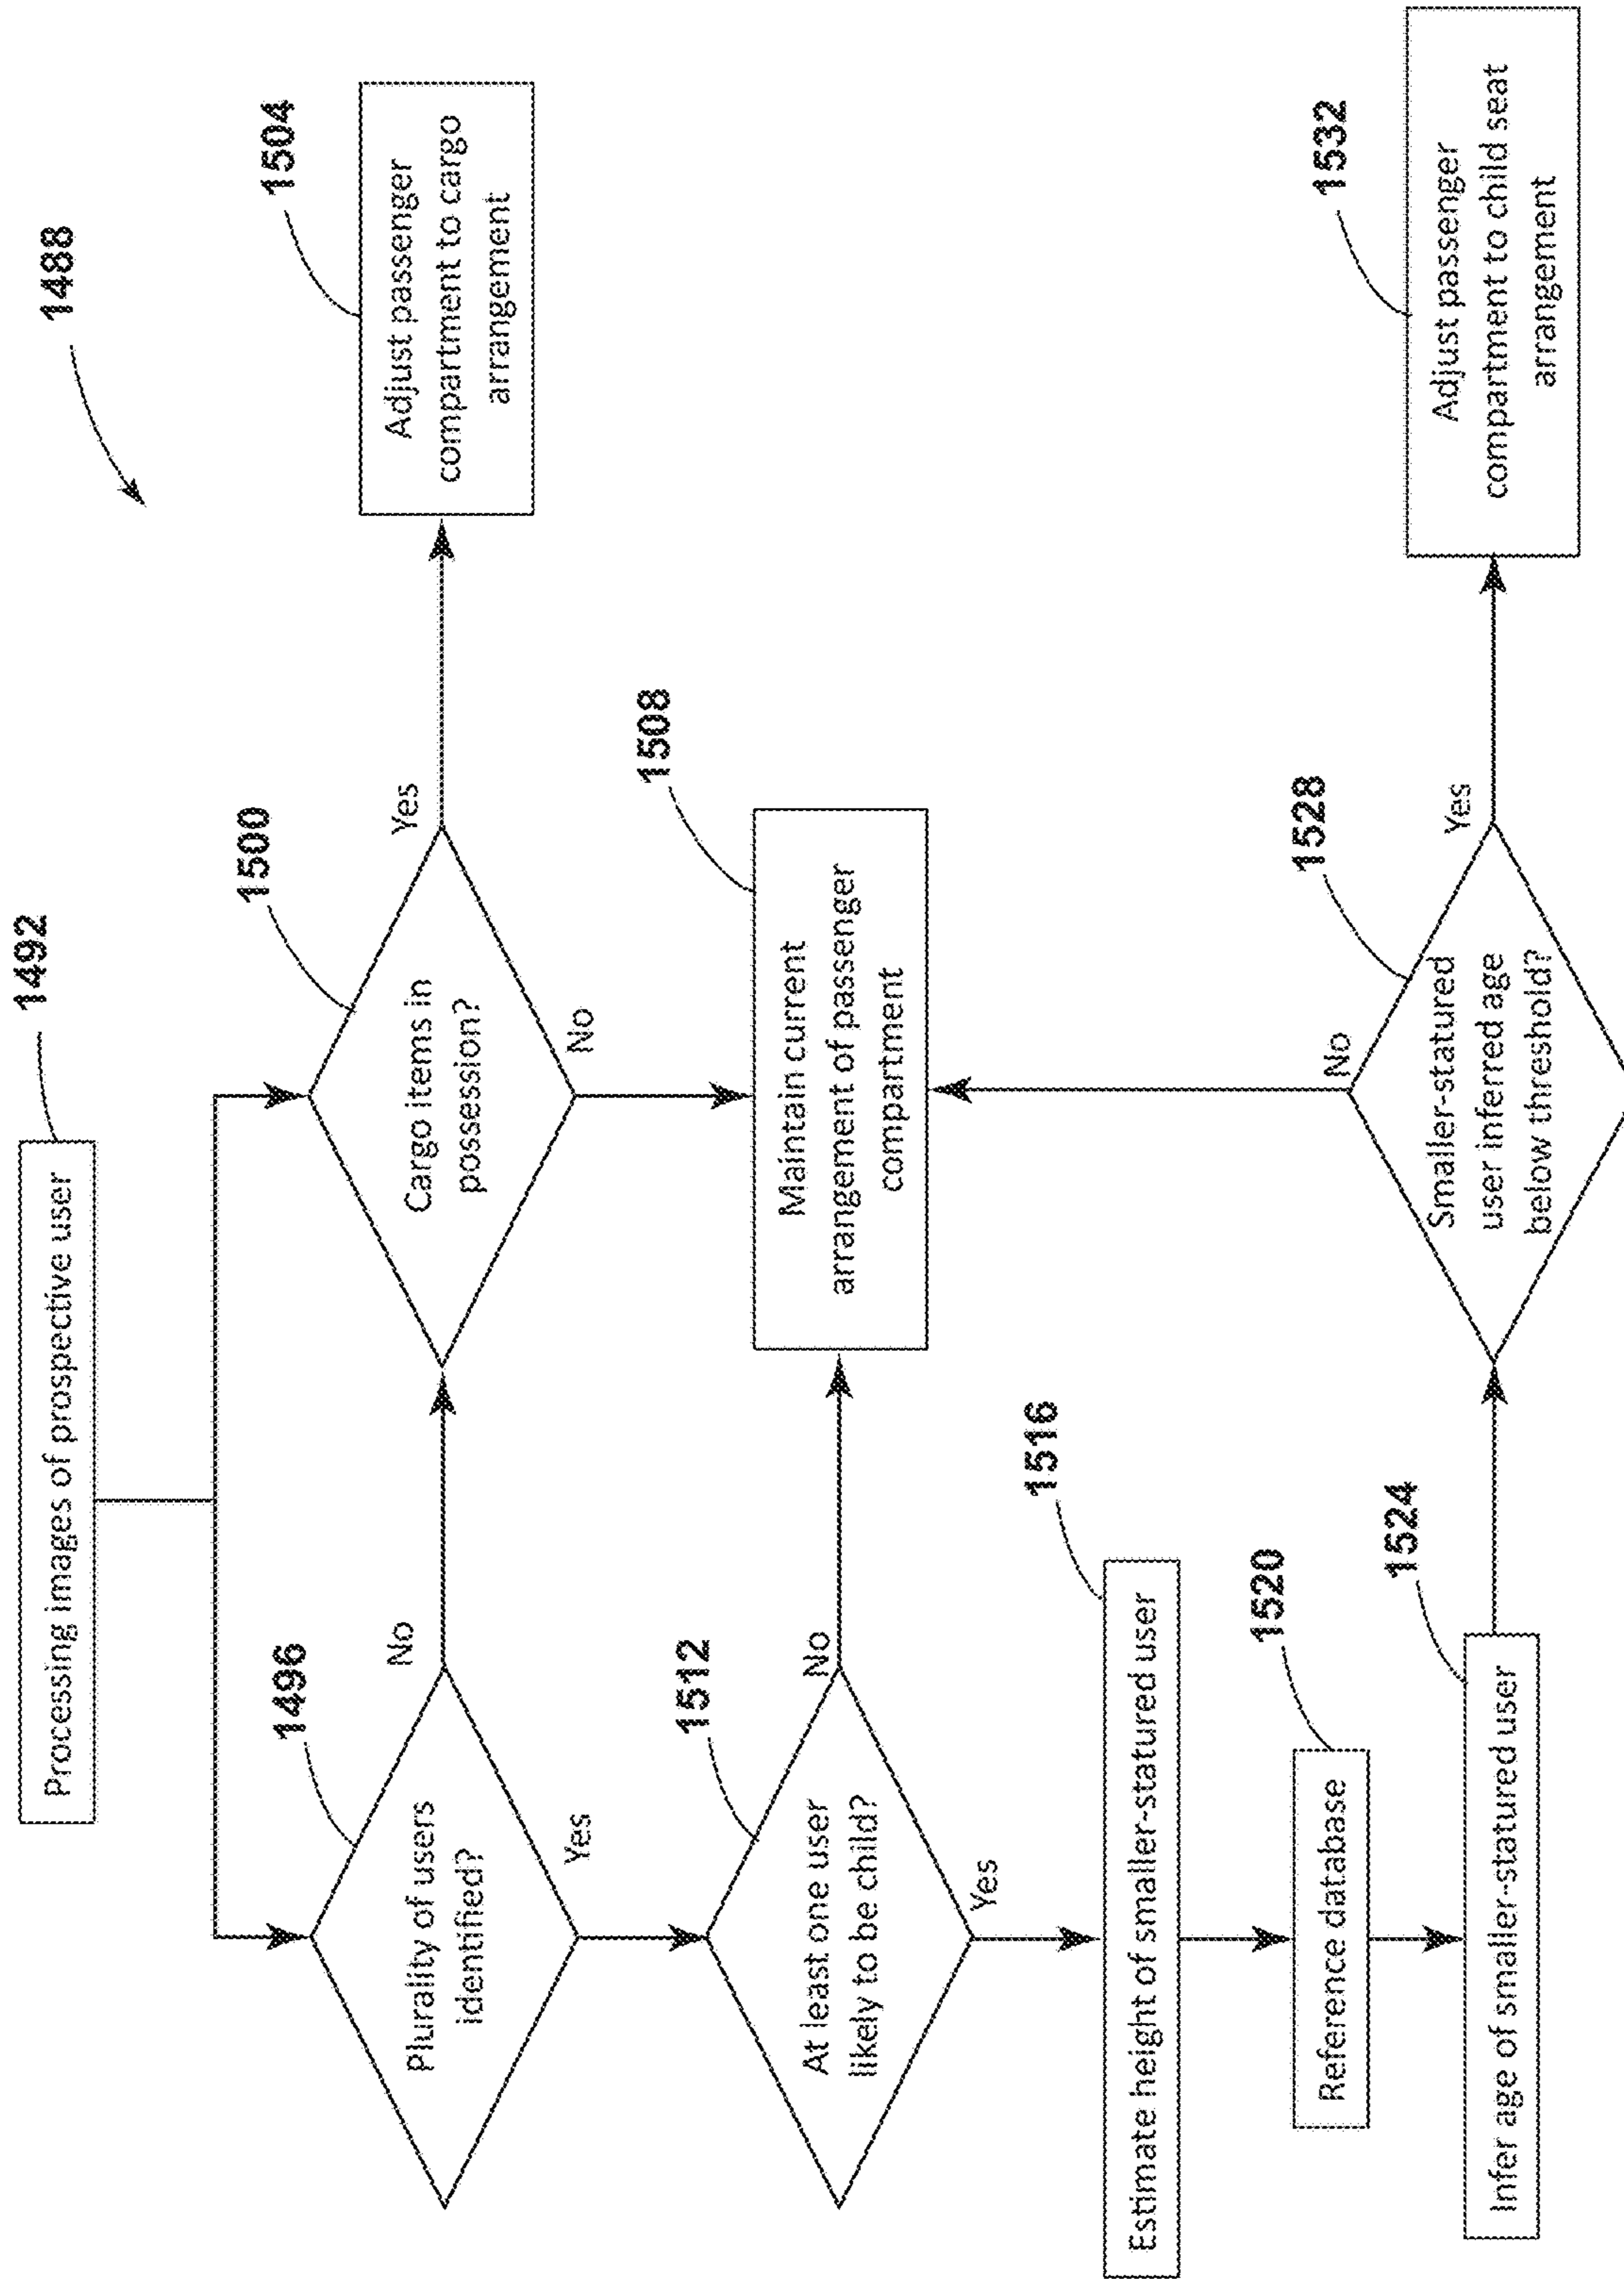 1488
1492
Processing images of prospective user
1496
Plurality of users
identified?
No
Yes
1500
Cargo items in
possession?
Yes
No
1504
Adjust passenger
compartment to cargo
arrangement
1512
At least one user
likely to be child?
No
Yes
1508
Maintain current
arrangement of passenger
compartment
1516
Estimate height of smaller-statured user
1520
Reference database
1524
Infer age of smaller-statured user
1528
Smaller-statured
user inferred age
below threshold?
No
Yes
1532
Adjust passenger
compartment to child seat
arrangement